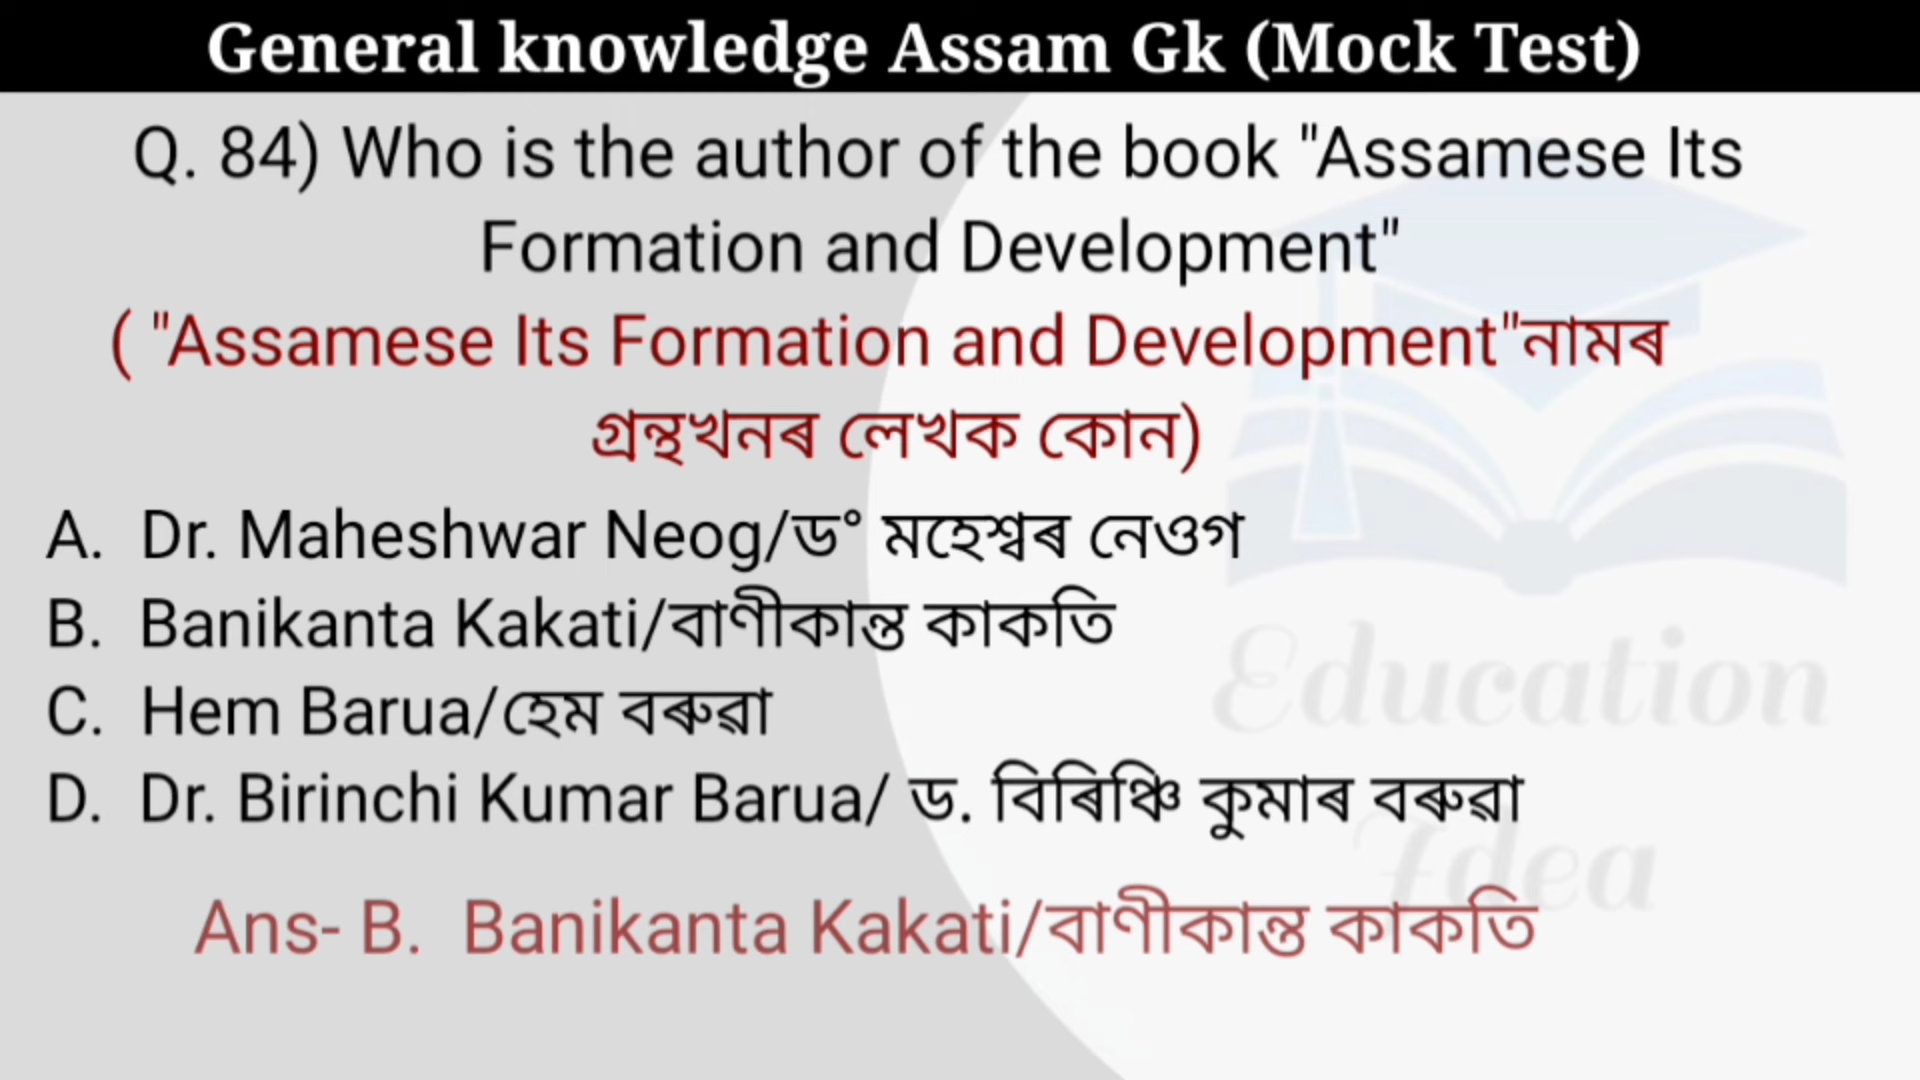 General knowledge Assam Gk (Mock Test)
Q. 84) Who is the author of the book "Assamese Its
Formation and Development"
( "Assamese Its Formation and Development"নামৰ
গ্ৰন্থখনৰ লেখক কোন)
A. Dr. Maheshwar Neog/ড° মহেশ্বৰ নেওগ
B. Banikanta Kakati/বাণীকান্ত কাকতি
C. Hem Barua/হেম বৰুৱা
D. Dr. Birinchi Kumar Barua/ ড. বিৰিঞ্চি কুমাৰ বৰুৱা
Ans- B. Banikanta Kakati/বাণীকান্ত কাকতি
Education
Idea